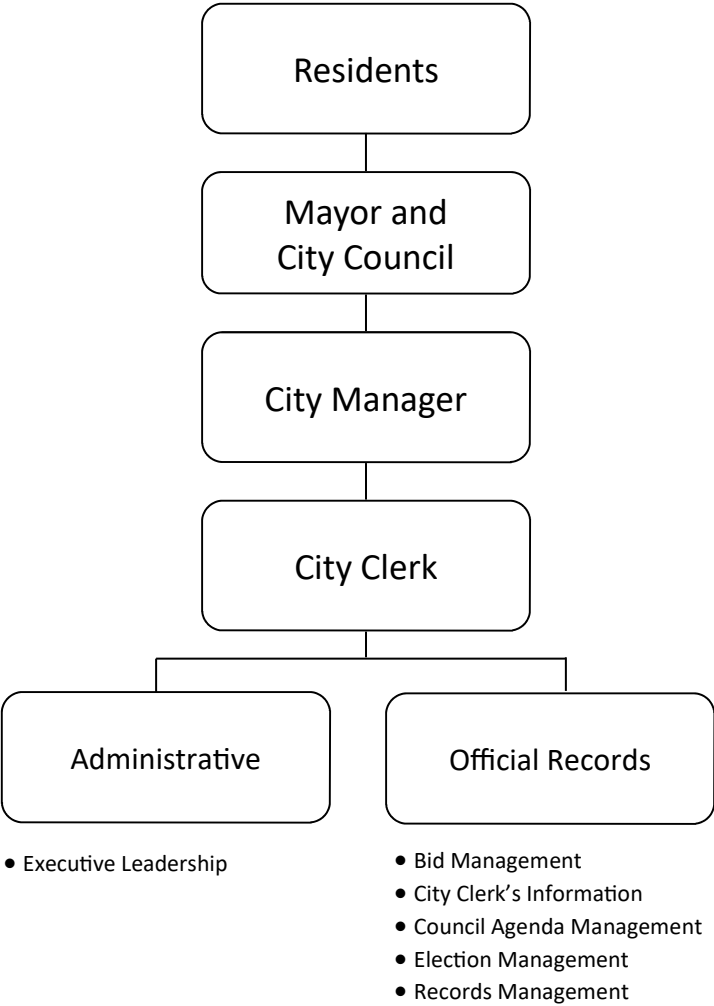 Residents
Mayor and
City Council
City Manager
City Clerk
Administrative
Official Records
• Executive Leadership
• Bid Management
• City Clerk’s Information
• Council Agenda Management
• Election Management
• Records Management